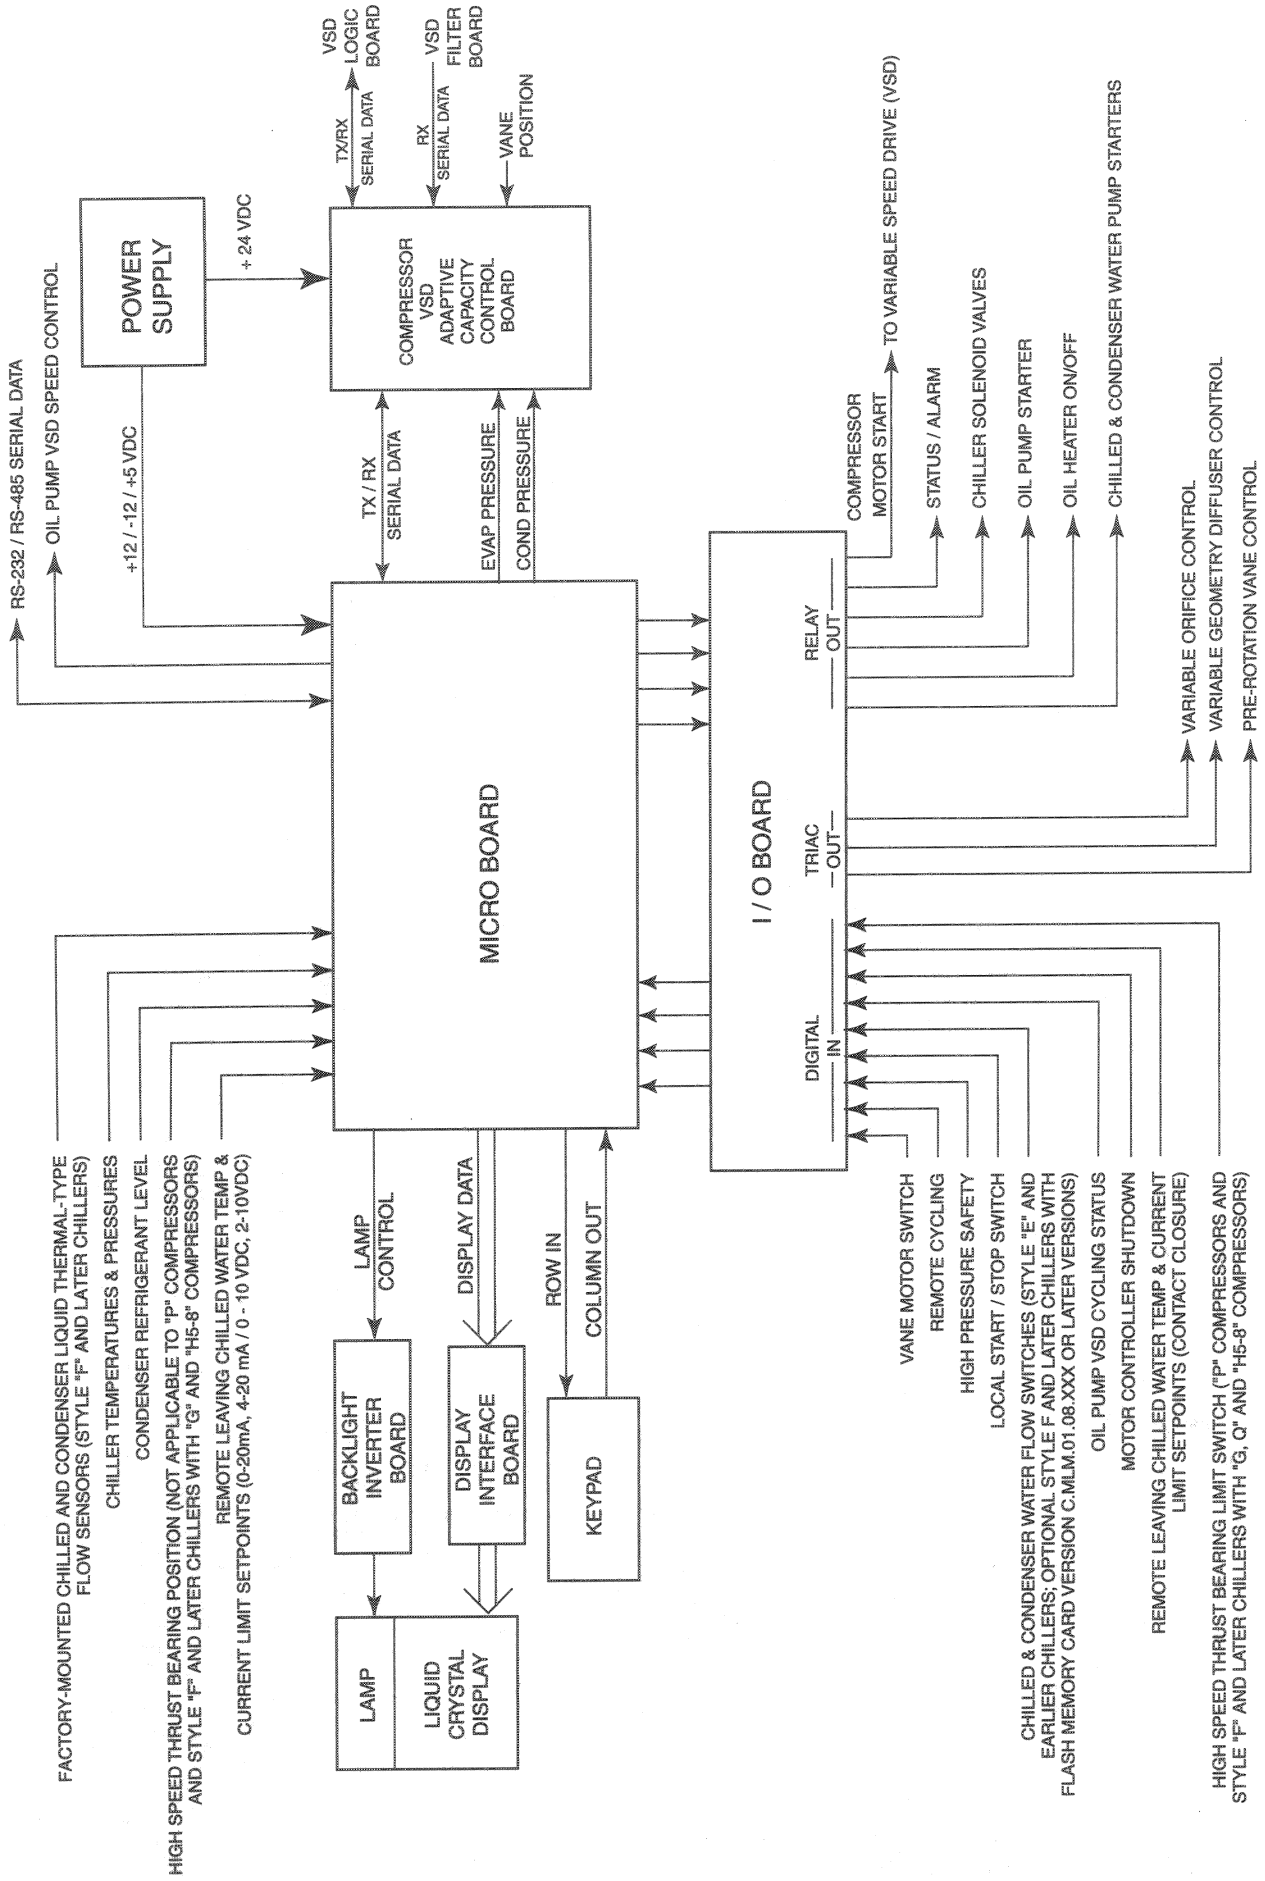 FACTORY-MOUNTED CHILLED AND CONDENSER LIQUID THERMAL-TYPE
FLOW SENSORS (STYLE "F" AND LATER CHILLERS)
CHILLER TEMPERATURES & PRESSURES
CONDENSER REFRIGERANT LEVEL
HIGH SPEED THRUST BEARING POSITION (NOT APPLICABLE TO "P" COMPRESSORS
AND STYLE "F" AND LATER CHILLERS WITH "G" AND "H5-8" COMPRESSORS)
REMOTE LEAVING CHILLED WATER TEMP &
CURRENT LIMIT SETPOINTS (0-20mA, 4-20 mA / 0 - 10 VDC, 2-10VDC)
RS-232 / RS-485 SERIAL DATA
OIL PUMP VSD SPEED CONTROL
+12 / -12 / +5 VDC
POWER
SUPPLY
+ 24 VDC
LAMP
LIQUID
CRYSTAL
DISPLAY
BACKLIGHT
INVERTER
BOARD
DISPLAY
INTERFACE
BOARD
KEYPAD
LAMP
CONTROL
DISPLAY DATA
ROW IN
COLUMN OUT
MICRO BOARD
TX / RX
SERIAL DATA
EVAP PRESSURE
COND PRESSURE
COMPRESSOR
VSD
ADAPTIVE
CAPACITY
CONTROL
BOARD
TX/RX
SERIAL DATA
VSD
LOGIC
BOARD
RX
SERIAL DATA
VSD
FILTER
BOARD
VANE
POSITION
I / O BOARD
DIGITAL
IN
TRIAC
OUT
RELAY
OUT
VANE MOTOR SWITCH
REMOTE CYCLING
HIGH PRESSURE SAFETY
LOCAL START / STOP SWITCH
CHILLED & CONDENSER WATER FLOW SWITCHES (STYLE "E" AND
EARLIER CHILLERS; OPTIONAL STYLE F AND LATER CHILLERS WITH
FLASH MEMORY CARD VERSION C.MLM.01.08.XXX OR LATER VERSIONS)
OIL PUMP VSD CYCLING STATUS
MOTOR CONTROLLER SHUTDOWN
REMOTE LEAVING CHILLED WATER TEMP & CURRENT
LIMIT SETPOINTS (CONTACT CLOSURE)
HIGH SPEED THRUST BEARING LIMIT SWITCH ("P" COMPRESSORS AND
STYLE "F" AND LATER CHILLERS WITH "G, Q" AND "H5-8" COMPRESSORS)
COMPRESSOR
MOTOR START
TO VARIABLE SPEED DRIVE (VSD)
STATUS / ALARM
CHILLER SOLENOID VALVES
OIL PUMP STARTER
OIL HEATER ON/OFF
CHILLED & CONDENSER WATER PUMP STARTERS
VARIABLE ORIFICE CONTROL
VARIABLE GEOMETRY DIFFUSER CONTROL
PRE-ROTATION VANE CONTROL